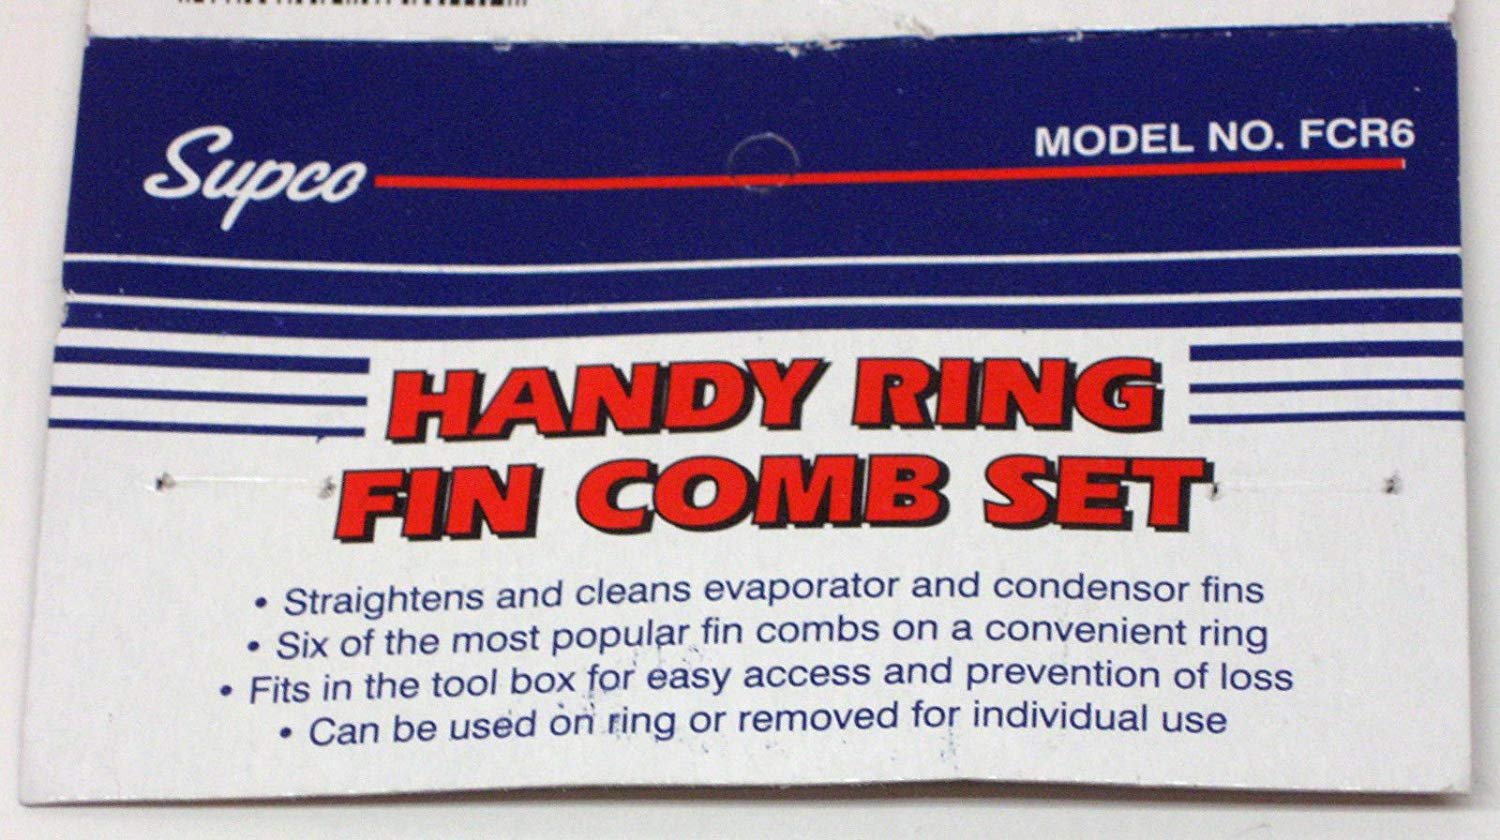 Supco
MODEL NO. FCR6
HANDY RING
FIN COMB SET
• Straightens and cleans evaporator and condensor fins
• Six of the most popular fin combs on a convenient ring
• Fits in the tool box for easy access and prevention of loss
• Can be used on ring or removed for individual use